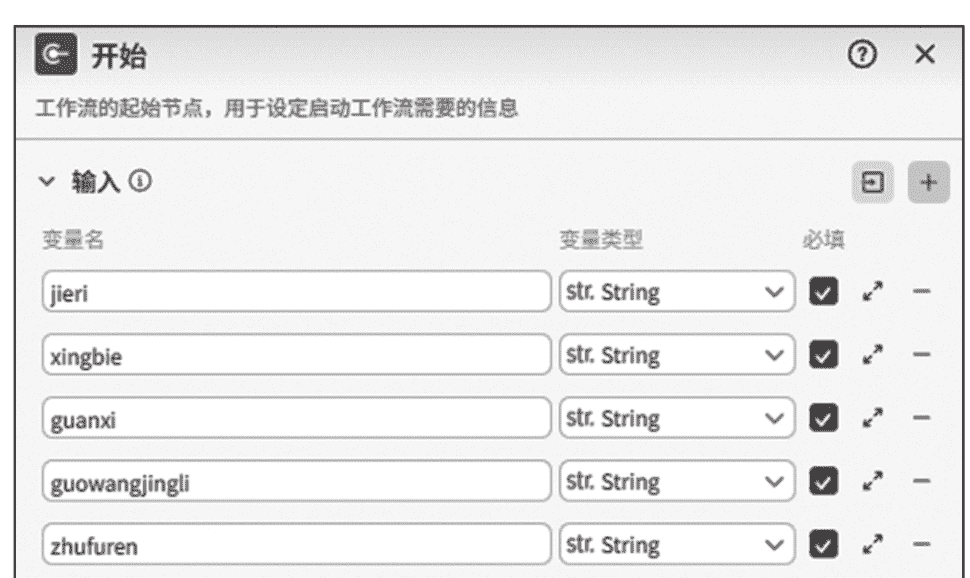 开始
工作流的起始节点，用于设定启动工作流需要的信息
输入
变量名 变量类型 必填
jieri str. String
xingbie str. String
guanxi str. String
guowangjingli str. String
zhufuren str. String